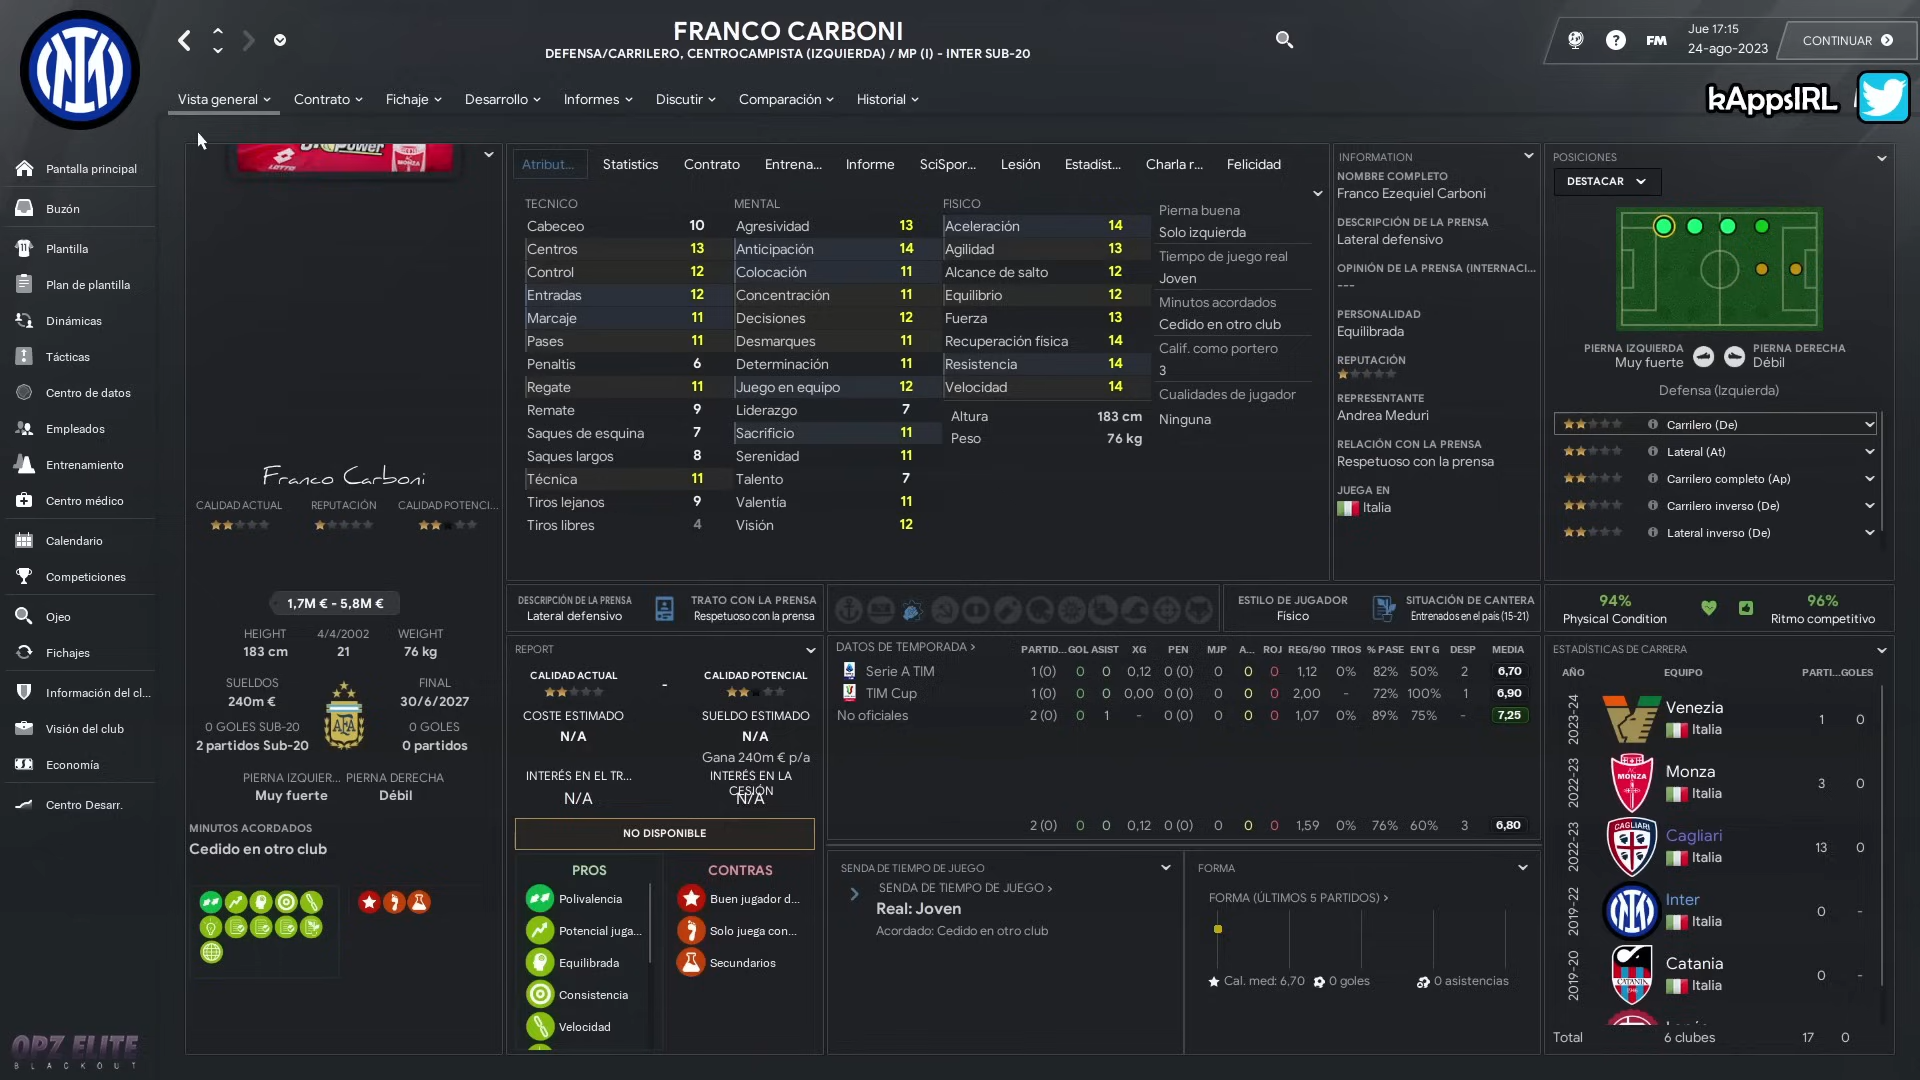 FRANCO CARBONI
DEFENSA/CARRILERO, CENTROCAMPISTA (IZQUIERDA) / MP (I) - INTER SUB-20
FM
Jue 17:15
24-ago-2023
CONTINUAR
kAppsIRL
Vista general
Contrato
Fichaje
Desarrollo
Informes
Discutir
Comparación
Historial
Pantalla principal
Buzón
Plantilla
Plan de plantilla
Dinámicas
Tácticas
Centro de datos
Empleados
Entrenamiento
Centro médico
Calendario
Competiciones
Ojeo
Fichajes
Información del cl...
Visión del club
Economía
Centro Desarr.
OPZ ELITE
BLACKOUT
LOTTO
Franco Carboni
CALIDAD ACTUAL
REPUTACIÓN
CALIDAD POTENCI...
1,7M € - 5,8M €
HEIGHT 4/4/2002 WEIGHT
183 cm 21 76 kg
SUELDOS FINAL
240m € 30/6/2027
0 GOLES SUB-20 0 GOLES
2 partidos Sub-20 0 partidos
PIERNA IZQUIER... PIERNA DERECHA
Muy fuerte Débil
MINUTOS ACORDADOS
Cedido en otro club
Atribut...
Statistics
Contrato
Entrena...
Informe
SciSpor...
Lesión
Estadíst...
Charla r...
Felicidad
TECNICO
Cabeceo 10
Centros 13
Control 12
Entradas 12
Marcaje 11
Pases 11
Penaltis 6
Regate 11
Remate 9
Saques de esquina 7
Saques largos 8
Técnica 11
Tiros lejanos 9
Tiros libres 4
MENTAL
Agresividad 13
Anticipación 14
Colocación 11
Concentración 11
Decisiones 12
Desmarques 11
Determinación 11
Juego en equipo 12
Liderazgo 7
Sacrificio 11
Serenidad 11
Talento 7
Valentía 11
Visión 12
FISICO
Aceleración 14
Agilidad 13
Alcance de salto 12
Equilibrio 12
Fuerza 13
Recuperación física 14
Resistencia 14
Velocidad 14
Altura 183 cm
Peso 76 kg
Pierna buena
Solo izquierda
Tiempo de juego real
Joven
Minutos acordados
Cedido en otro club
Calif. como portero
3
Cualidades de jugador
Ninguna
INFORMATION
NOMBRE COMPLETO
Franco Ezequiel Carboni
DESCRIPCIÓN DE LA PRENSA
Lateral defensivo
OPINIÓN DE LA PRENSA (INTERNACI...
---
PERSONALIDAD
Equilibrada
REPUTACIÓN
REPRESENTANTE
Andrea Meduri
RELACIÓN CON LA PRENSA
Respetuoso con la prensa
JUEGA EN
Italia
POSICIONES
DESTACAR
PIERNA IZQUIERDA PIERNA DERECHA
Muy fuerte Débil
Defensa (Izquierda)
Carrilero (De)
Lateral (At)
Carrilero completo (Ap)
Carrilero inverso (De)
Lateral inverso (De)
DESCRIPCIÓN DE LA PRENSA
Lateral defensivo
TRATO CON LA PRENSA
Respetuoso con la prensa
ESTILO DE JUGADOR
Físico
SITUACIÓN DE CANTERA
Entrenados en el país (15-21)
94%
Physical Condition
96%
Ritmo competitivo
REPORT
CALIDAD ACTUAL
-
CALIDAD POTENCIAL
COSTE ESTIMADO SUELDO ESTIMADO
N/A N/A
Gana 240m € p/a
INTERÉS EN EL TR... INTERÉS EN LA CESIÓN
N/A N/A
NO DISPONIBLE
PROS
Polivalencia
Potencial juga...
Equilibrada
Consistencia
Velocidad
CONTRAS
Buen jugador d...
Solo juega con...
Secundarios
DATOS DE TEMPORADA > PARTID... GOL ASIST XG PEN MJP A... ROJ REG/90 TIROS % PASE ENT G DESP MEDIA
Serie A TIM 1 (0) 0 0 0,12 0 (0) 0 0 0 1,12 0% 82% 50% 2 6,70
TIM Cup 1 (0) 0 0 0,00 0 (0) 0 0 0 2,00 - 72% 100% 1 6,90
No oficiales 2 (0) 0 1 - 0 (0) 0 0 0 1,07 0% 89% 75% - 7,25
2 (0) 0 0 0,12 0 (0) 0 0 0 1,59 0% 76% 60% 3 6,80
SENDA DE TIEMPO DE JUEGO
SENDA DE TIEMPO DE JUEGO >
Real: Joven
Acordado: Cedido en otro club
FORMA
FORMA (ÚLTIMOS 5 PARTIDOS) >
Cal. med: 6,70 0 goles 0 asistencias
ESTADÍSTICAS DE CARRERA
AÑO EQUIPO PARTI... GOLES
2023-24 Venezia 1 0
Italia
2022-23 Monza 3 0
Italia
2022-23 Cagliari 13 0
Italia
2019-22 Inter 0 -
Italia
2019-20 Catania 0 -
Italia
Total 6 clubes 17 0